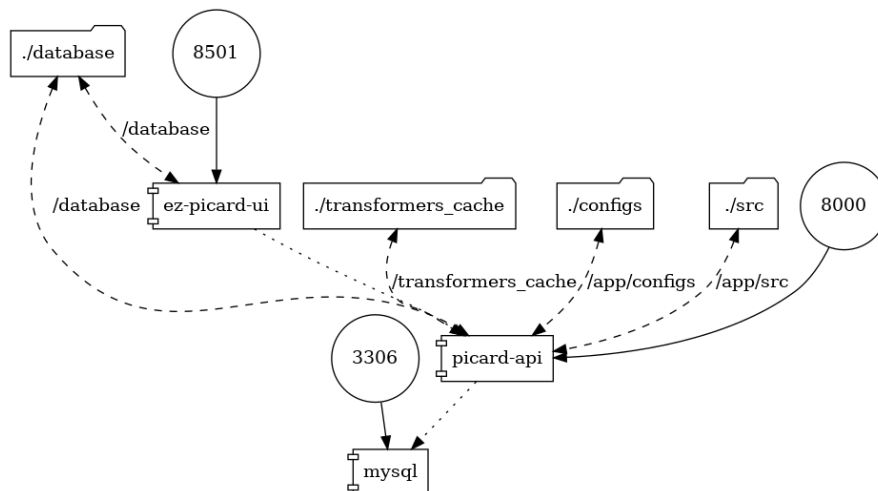 ./database
8501
/database
/database
ez-picard-ui
./transformers_cache
./configs
./src
8000
/transformers_cache
/app/configs
/app/src
3306
picard-api
mysql